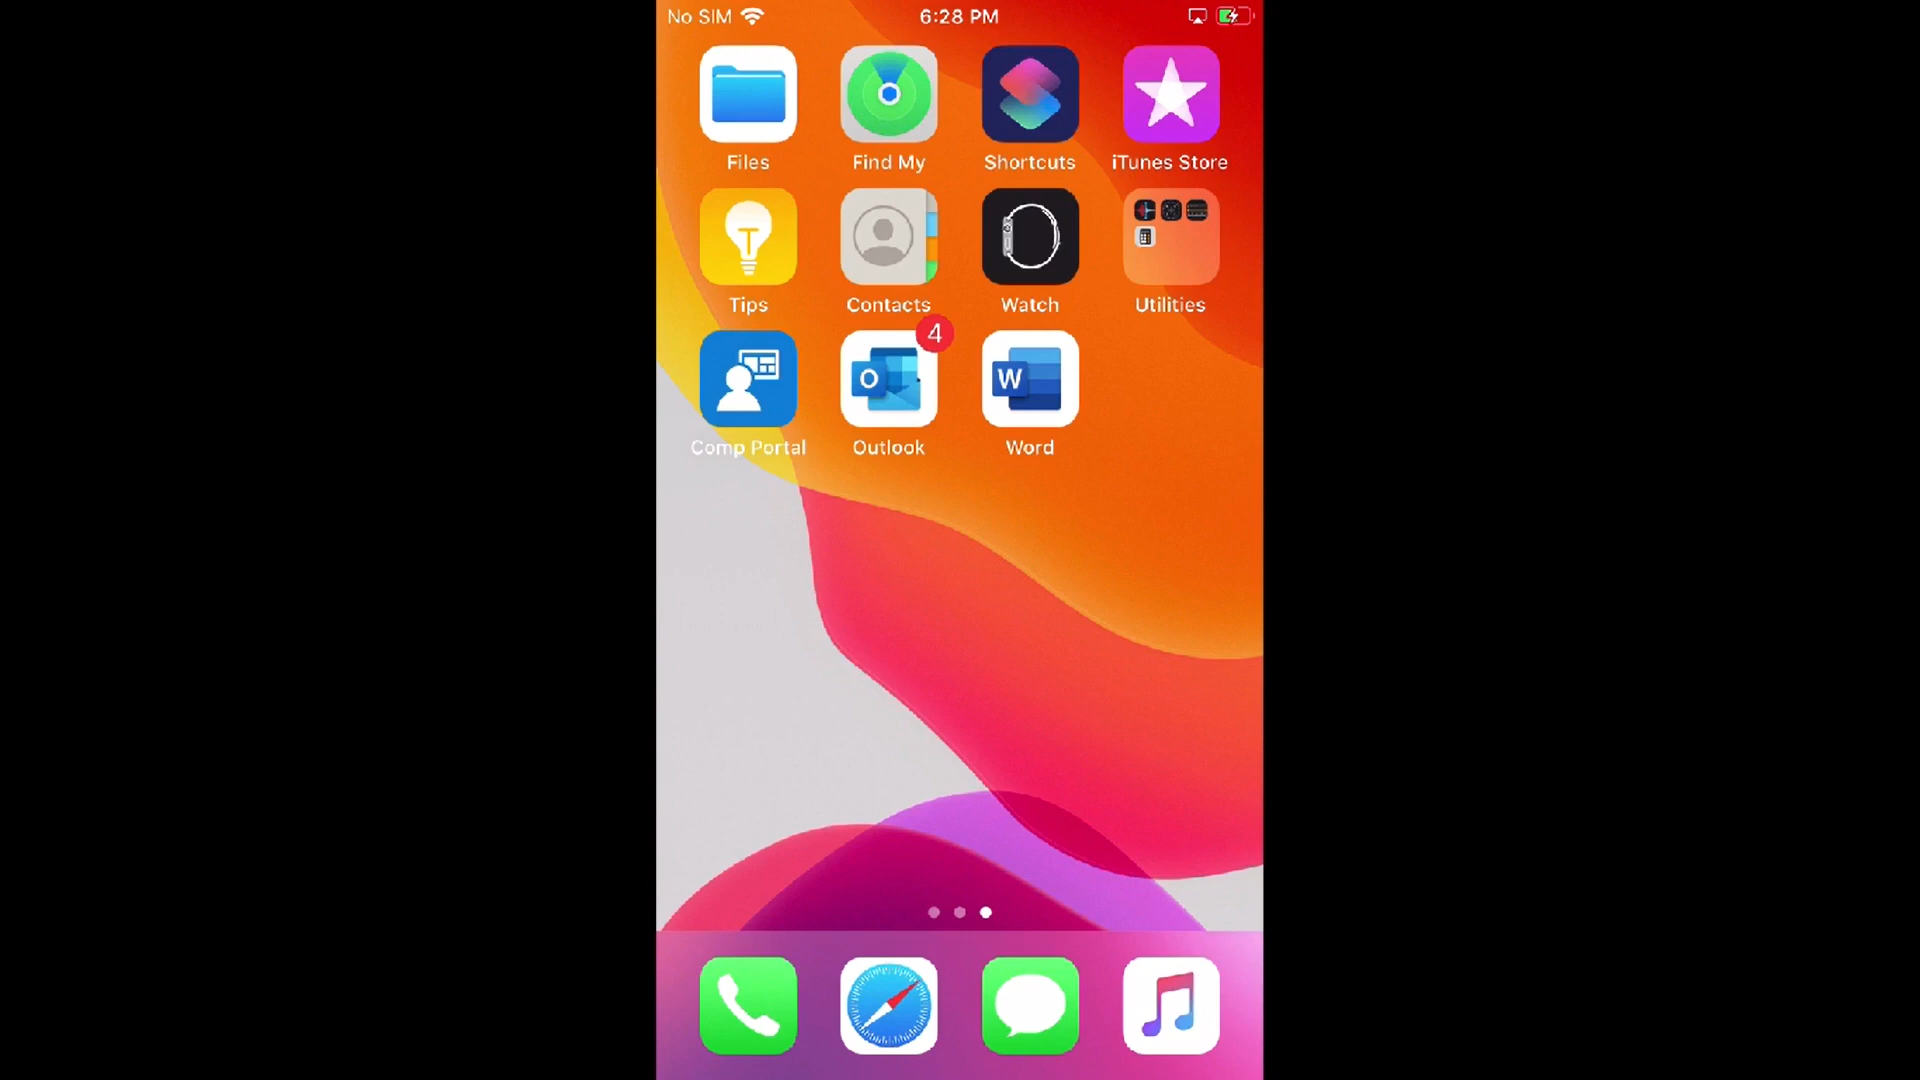 No SIM 6:28 PM
Files Find My Shortcuts iTunes Store
Tips Contacts Watch Utilities
4
O W
Comp Portal Outlook Word